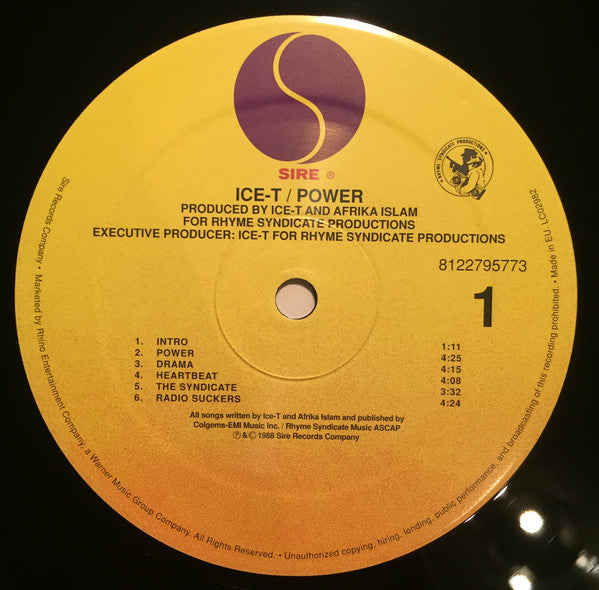 SIRE ®
RHYME SYNDICATE PRODUCTIONS
ICE-T / POWER
PRODUCED BY ICE-T AND AFRIKA ISLAM
FOR RHYME SYNDICATE PRODUCTIONS
EXECUTIVE PRODUCER: ICE-T FOR RHYME SYNDICATE PRODUCTIONS
8122795773
1
1. INTRO 1:11
2. POWER 4:25
3. DRAMA 4:15
4. HEARTBEAT 4:08
5. THE SYNDICATE 3:32
6. RADIO SUCKERS 4:24
All songs written by Ice-T and Afrika Islam and published by
Colgems-EMI Music Inc. / Rhyme Syndicate Music ASCAP
℗ & © 1988 Sire Records Company
Sire Records Company • Marketed by Rhino Entertainment Company, a Warner Music Group Company. All Rights Reserved. • Unauthorized copying, hiring, lending, public performance, and broadcasting of this recording prohibited. • Made in EU. LC02982